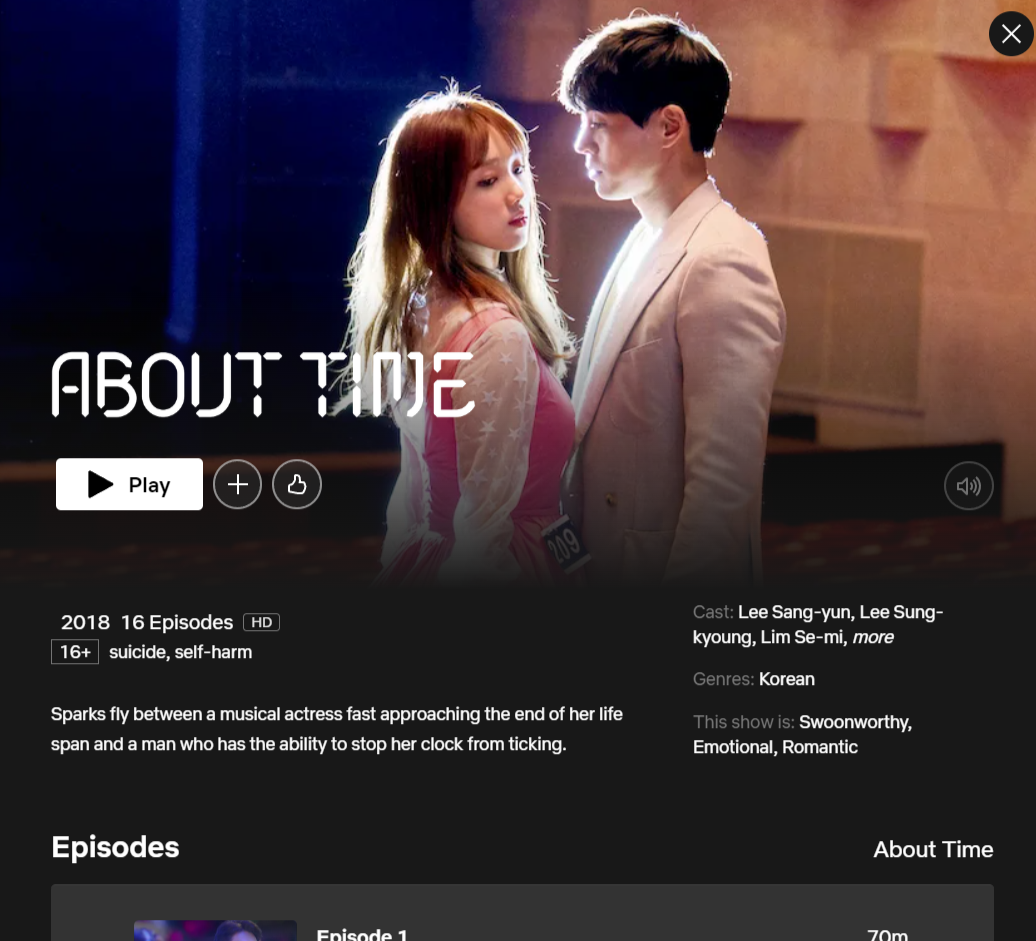 ABOUT TIME
Play
209
2018 16 Episodes HD
16+ suicide, self-harm
Sparks fly between a musical actress fast approaching the end of her life
span and a man who has the ability to stop her clock from ticking.
Cast: Lee Sang-yun, Lee Sung-
kyoung, Lim Se-mi, more
Genres: Korean
This show is: Swoonworthy,
Emotional, Romantic
Episodes
About Time
Episode 1
70m